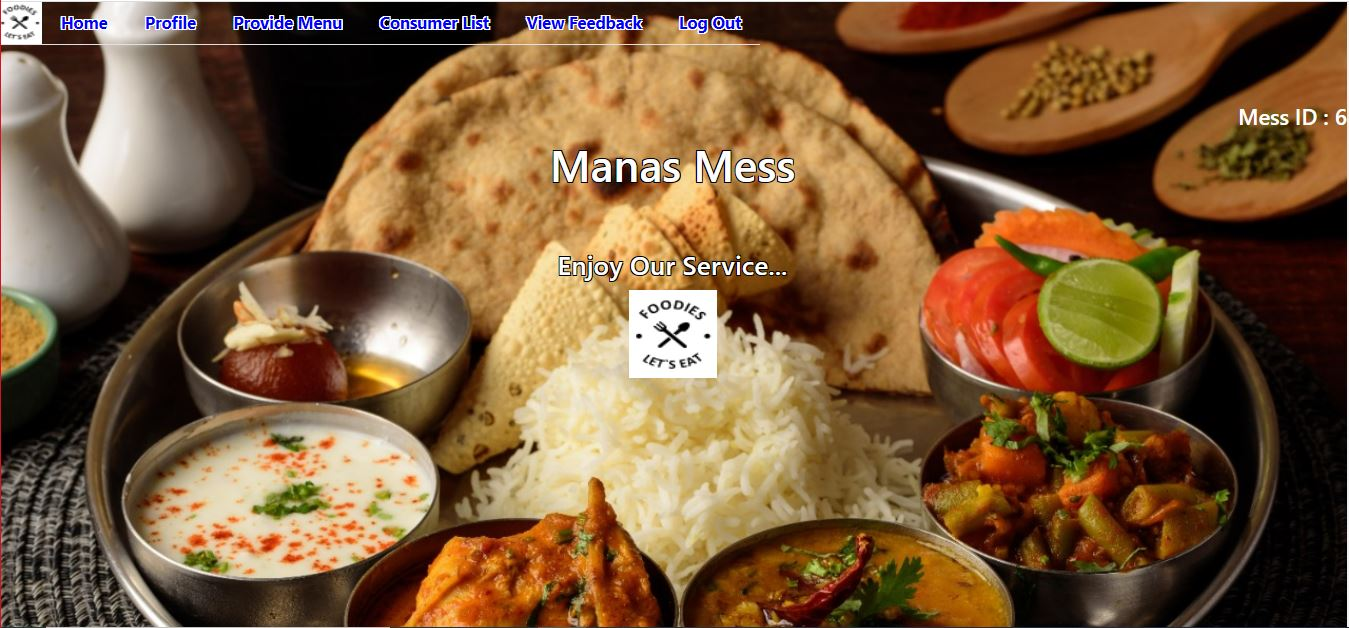 FOODIES
LET'S EAT
Home Profile Provide Menu Consumer List View Feedback Log Out
Mess ID : 6
Manas Mess
Enjoy Our Service...
FOODIES
LET'S EAT